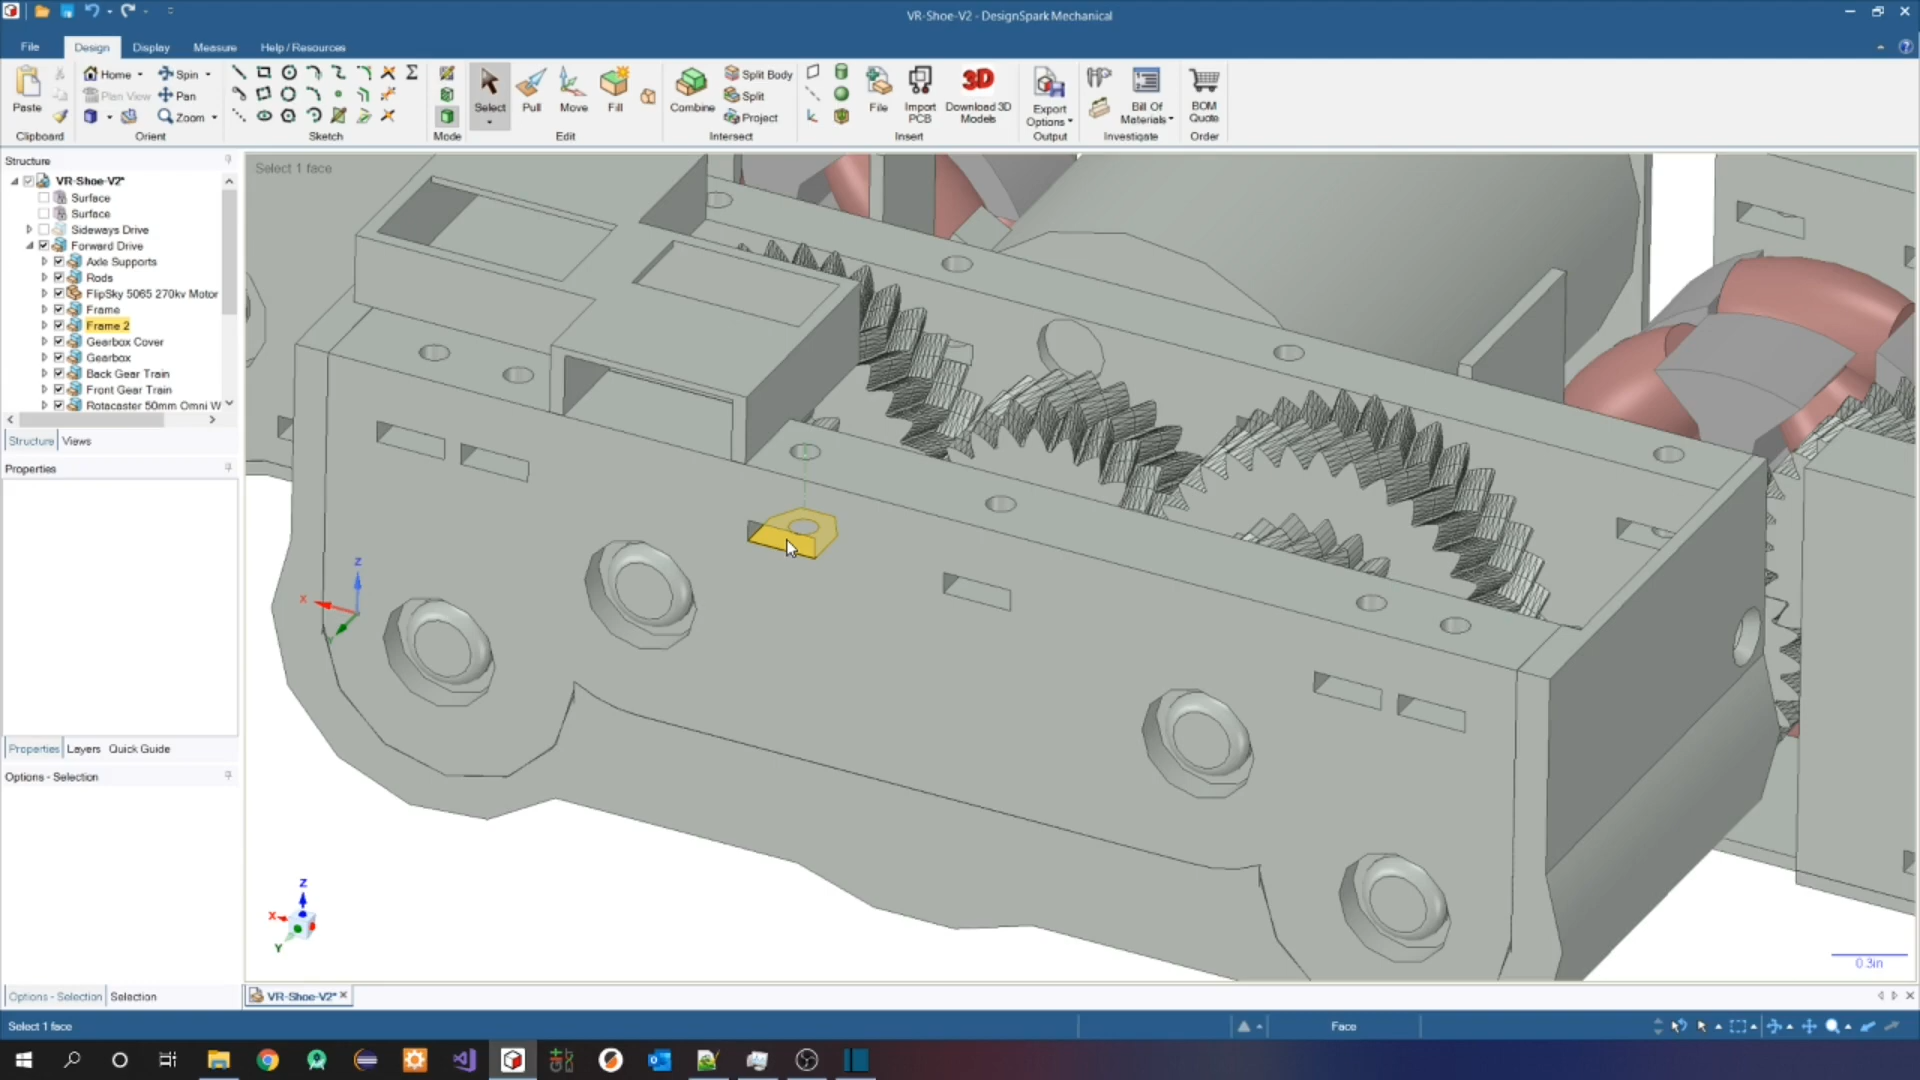 VR-Shoe-V2 - DesignSpark Mechanical
File
Design
Display
Measure
Help / Resources
Paste
Home
Spin
Plan View
Pan
Zoom
Clipboard
Orient
Sketch
Mode
Select
Pull
Move
Fill
Edit
Combine
Split Body
Split
Project
Intersect
File
Import PCB
3D
Download 3D Models
Insert
Export Options
Output
Bill Of Materials
Investigate
BOM Quote
Order
Structure
VR-Shoe-V2*
Surface
Surface
Sideways Drive
Forward Drive
Axle Supports
Rods
FlipSky 5065 270kv Motor
Frame
Frame 2
Gearbox Cover
Gearbox
Back Gear Train
Front Gear Train
Rotacaster 50mm Omni W
Structure
Views
Properties
Properties
Layers
Quick Guide
Options - Selection
Options - Selection
Selection
Select 1 face
Z
X
Z
X
Y
0.3in
VR-Shoe-V2*
Select 1 face
Face